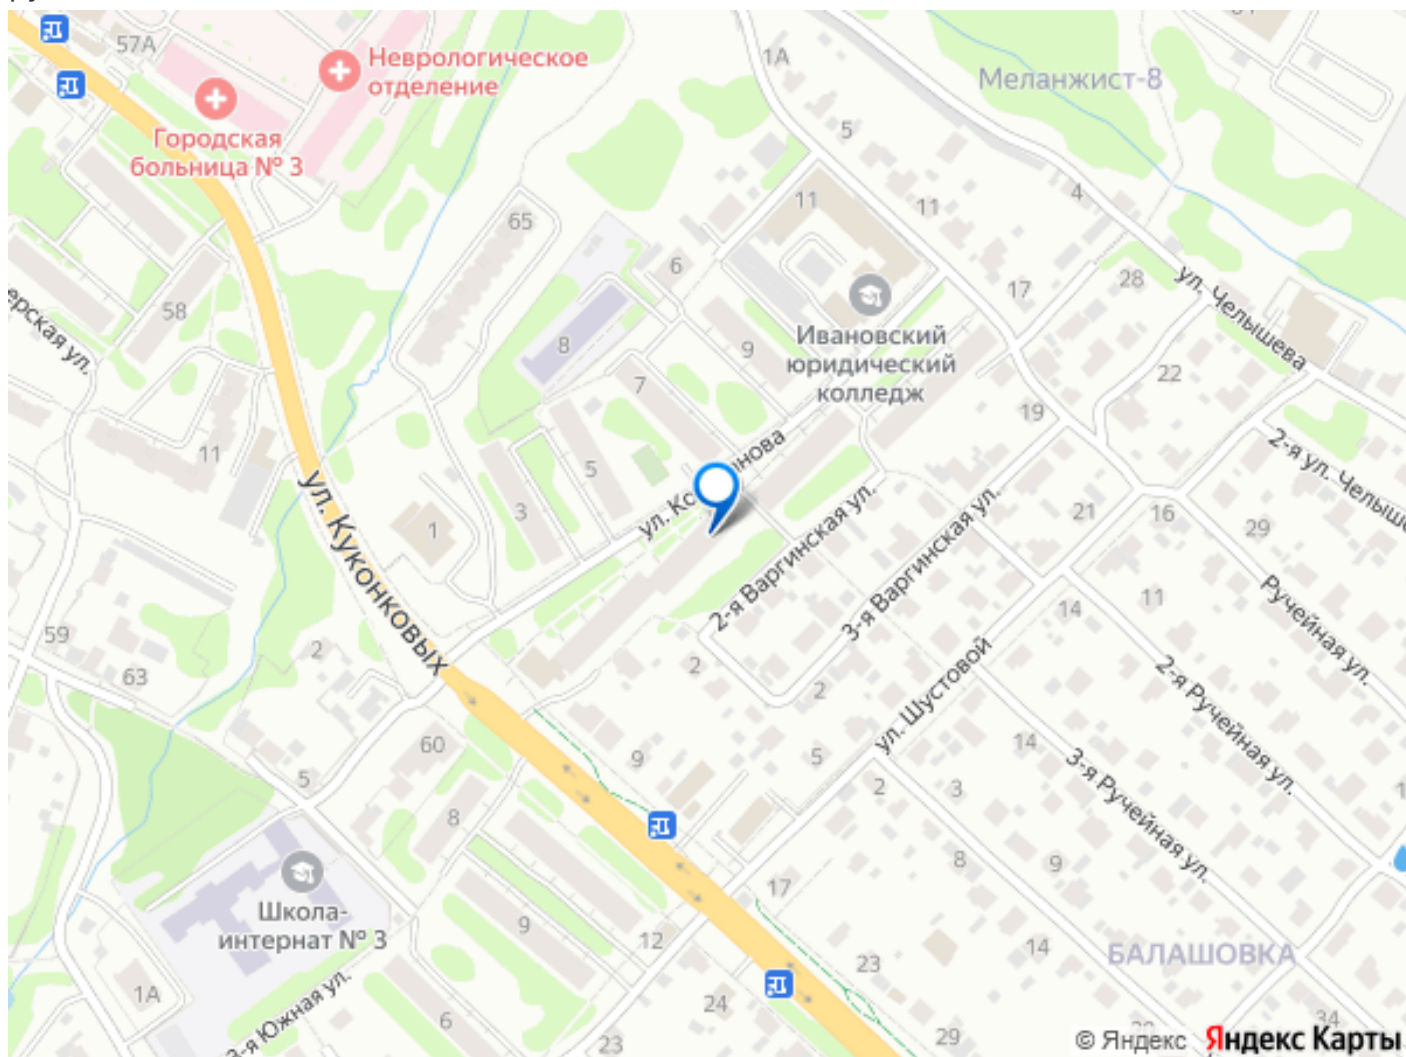 57А
Неврологическое
отделение
Городская
больница № 3
1А
Меланжист-8
5
4
11
11
65
6
28
17
ул. Челышева
58
8
Ивановский
юридический
колледж
9
7
22
19
2-я ул.
11
5
3
1
ул. Куконковых
2-я Варгинская ул.
3-я Варгинская ул.
21
16
29
Ручейная ул.
14
11
59
63
2
2
2
ул. Шустовой
2-я Ручейная ул.
60
9
5
14
3-я Ручейная ул.
5
8
2
3
8
9
17
Школа-
интернат № 3
9
12
14
БАЛАШОВКА
23
1А
3-я Южная ул.
6
24
23
29
34
© Яндекс Яндекс Карты